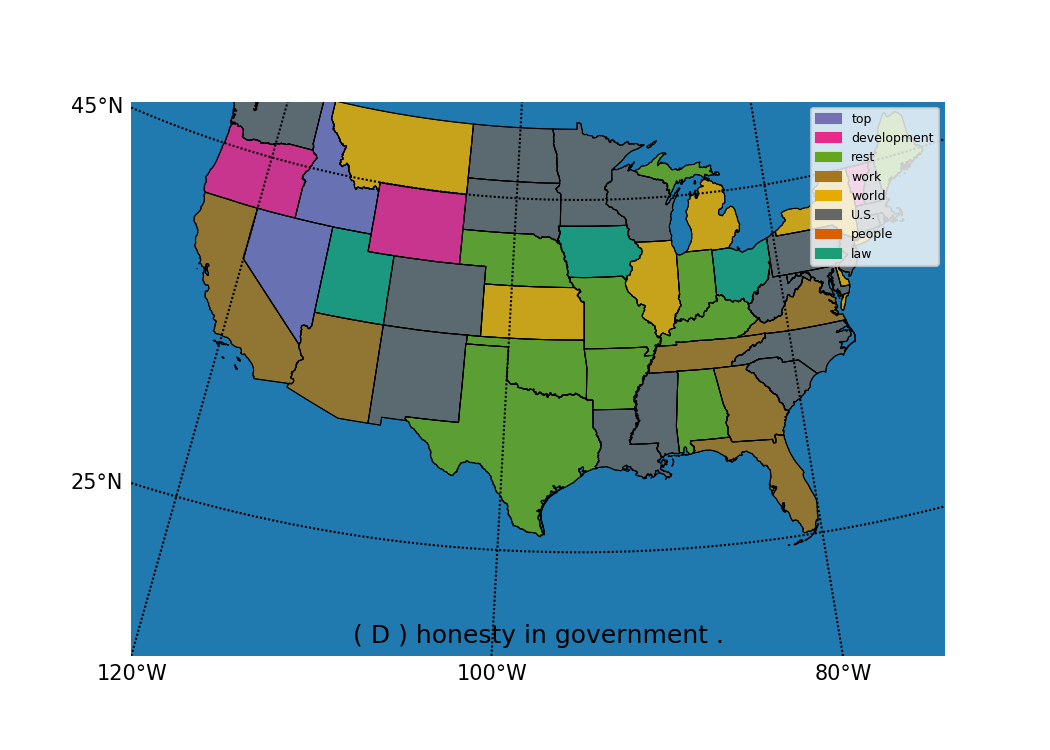 45°N
top
development
rest
work
world
U.S.
people
law
25°N
( D ) honesty in government .
120°W 100°W 80°W